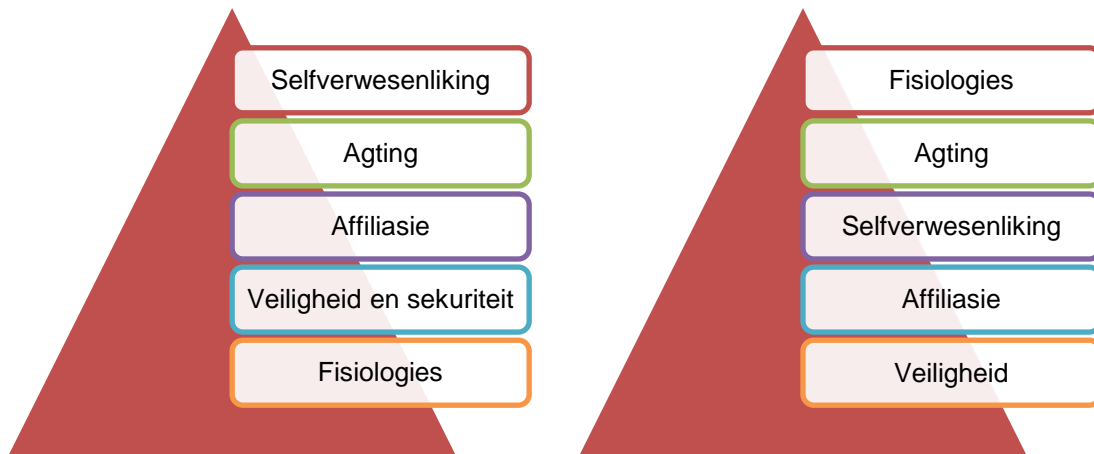 Selfverwesenliking
Agting
Affiliasie
Veiligheid en sekuriteit
Fisiologies
Fisiologies
Agting
Selfverwesenliking
Affiliasie
Veiligheid